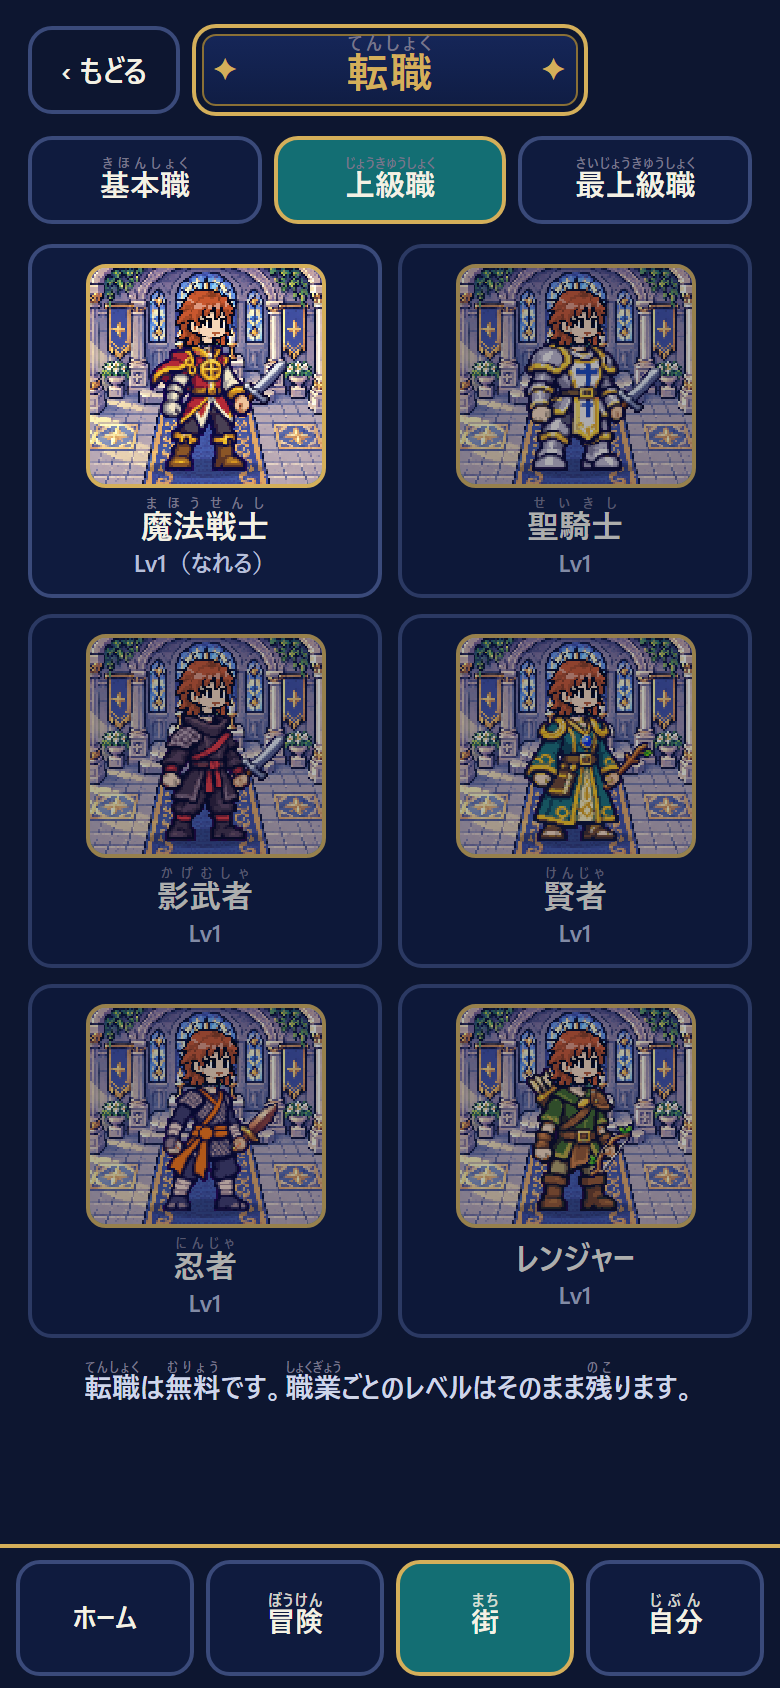 ‹ もどる
てんしょく
転職
きほんしょく
基本職
じょうきゅうしょく
上級職
さいじょうきゅうしょく
最上級職
まほうせんし
魔法戦士
Lv1（なれる）
せいきし
聖騎士
Lv1
かげむしゃ
影武者
Lv1
けんじゃ
賢者
Lv1
にんじゃ
忍者
Lv1
レンジャー
Lv1
てんしょく むりょう しょくぎょう のこ
転職は無料です。職業ごとのレベルはそのまま残ります。
ホーム
ぼうけん
冒険
まち
街
じぶん
自分